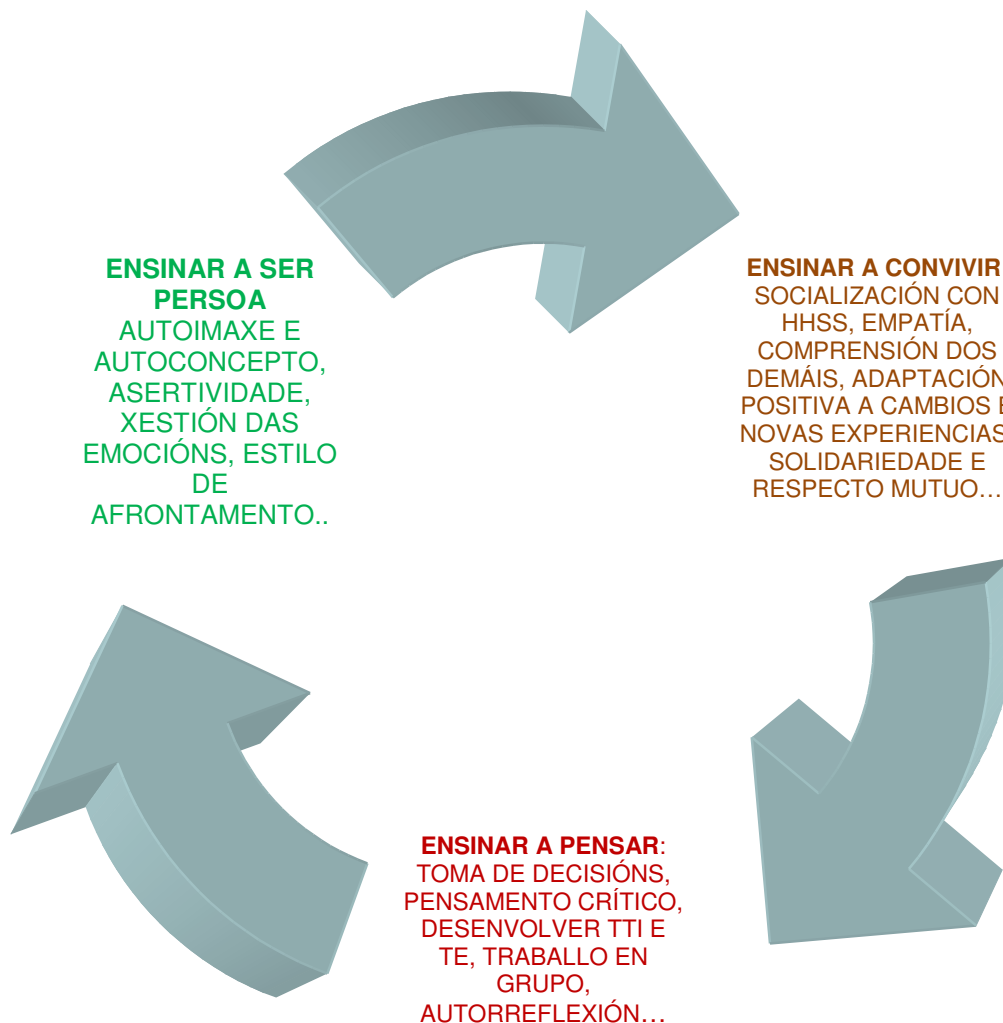 ENSINAR A SER
PERSOA
AUTOIMAXE E
AUTOCONCEPTO,
ASERTIVIDADE,
XESTIÓN DAS
EMOCIÓNS, ESTILO
DE
AFRONTAMENTO..
ENSINAR A CONVIVIR
SOCIALIZACIÓN CON
HHSS, EMPATÍA,
COMPRENSIÓN DOS
DEMÁIS, ADAPTACIÓN
POSITIVA A CAMBIOS E
NOVAS EXPERIENCIAS
SOLIDARIEDADE E
RESPECTO MUTUO...
ENSINAR A PENSAR:
TOMA DE DECISIÓNS,
PENSAMENTO CRÍTICO,
DESENVOLVER TTI E
TE, TRABALLO EN
GRUPO,
AUTORREFLEXIÓN...